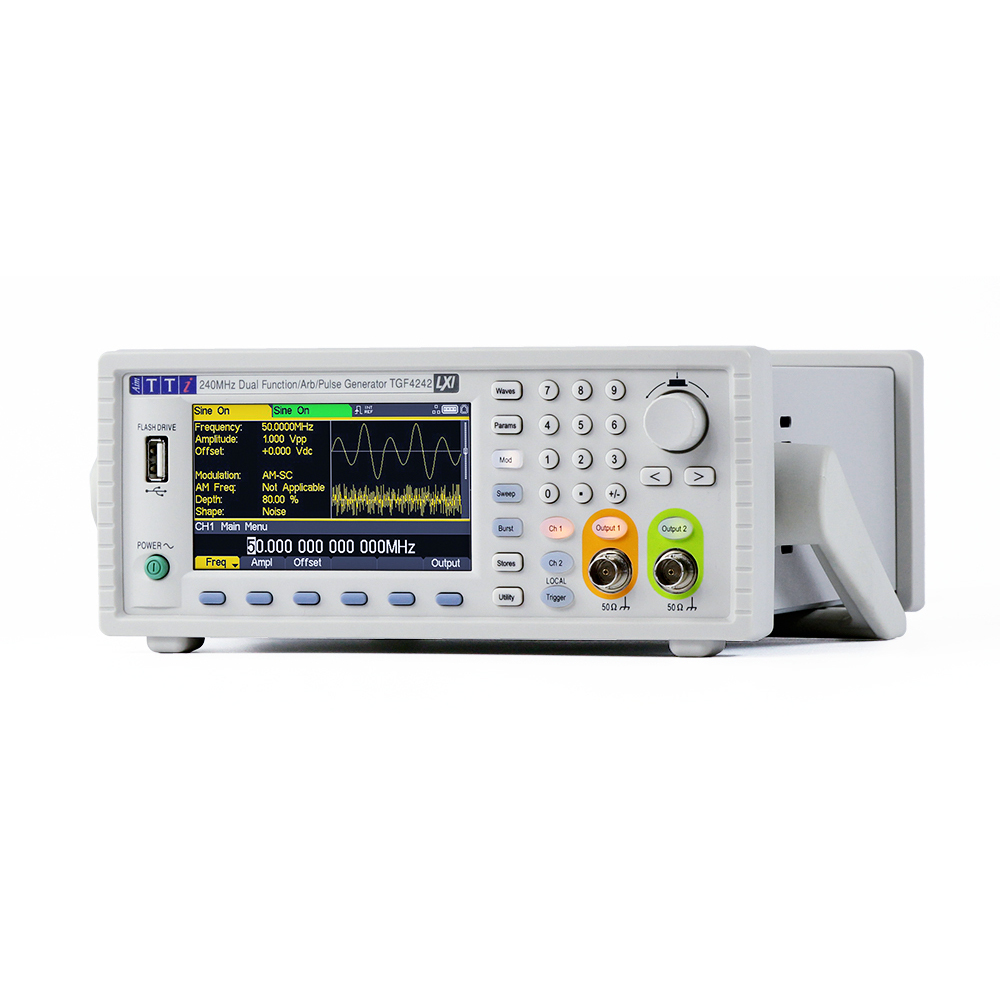 Aim TTi 240MHz Dual Function/Arb/Pulse Generator TGF4242 LXI
FLASH DRIVE
POWER
Sine On Sine On INT REF
Frequency: 50.0000MHz
Amplitude: 1.000 Vpp
Offset: +0.000 Vdc
Modulation: AM-SC
AM Freq: Not Applicable
Depth: 80.00 %
Shape: Noise
CH1 Main Menu
50.000 000 000 000MHz
Freq Ampl Offset Output
Waves 7 8 9
Params 4 5 6
Mod 1 2 3
Sweep 0 . +/-
< >
Burst Ch 1 Output 1 Output 2
Stores Ch 2
LOCAL
Utility Trigger
50Ω 50Ω